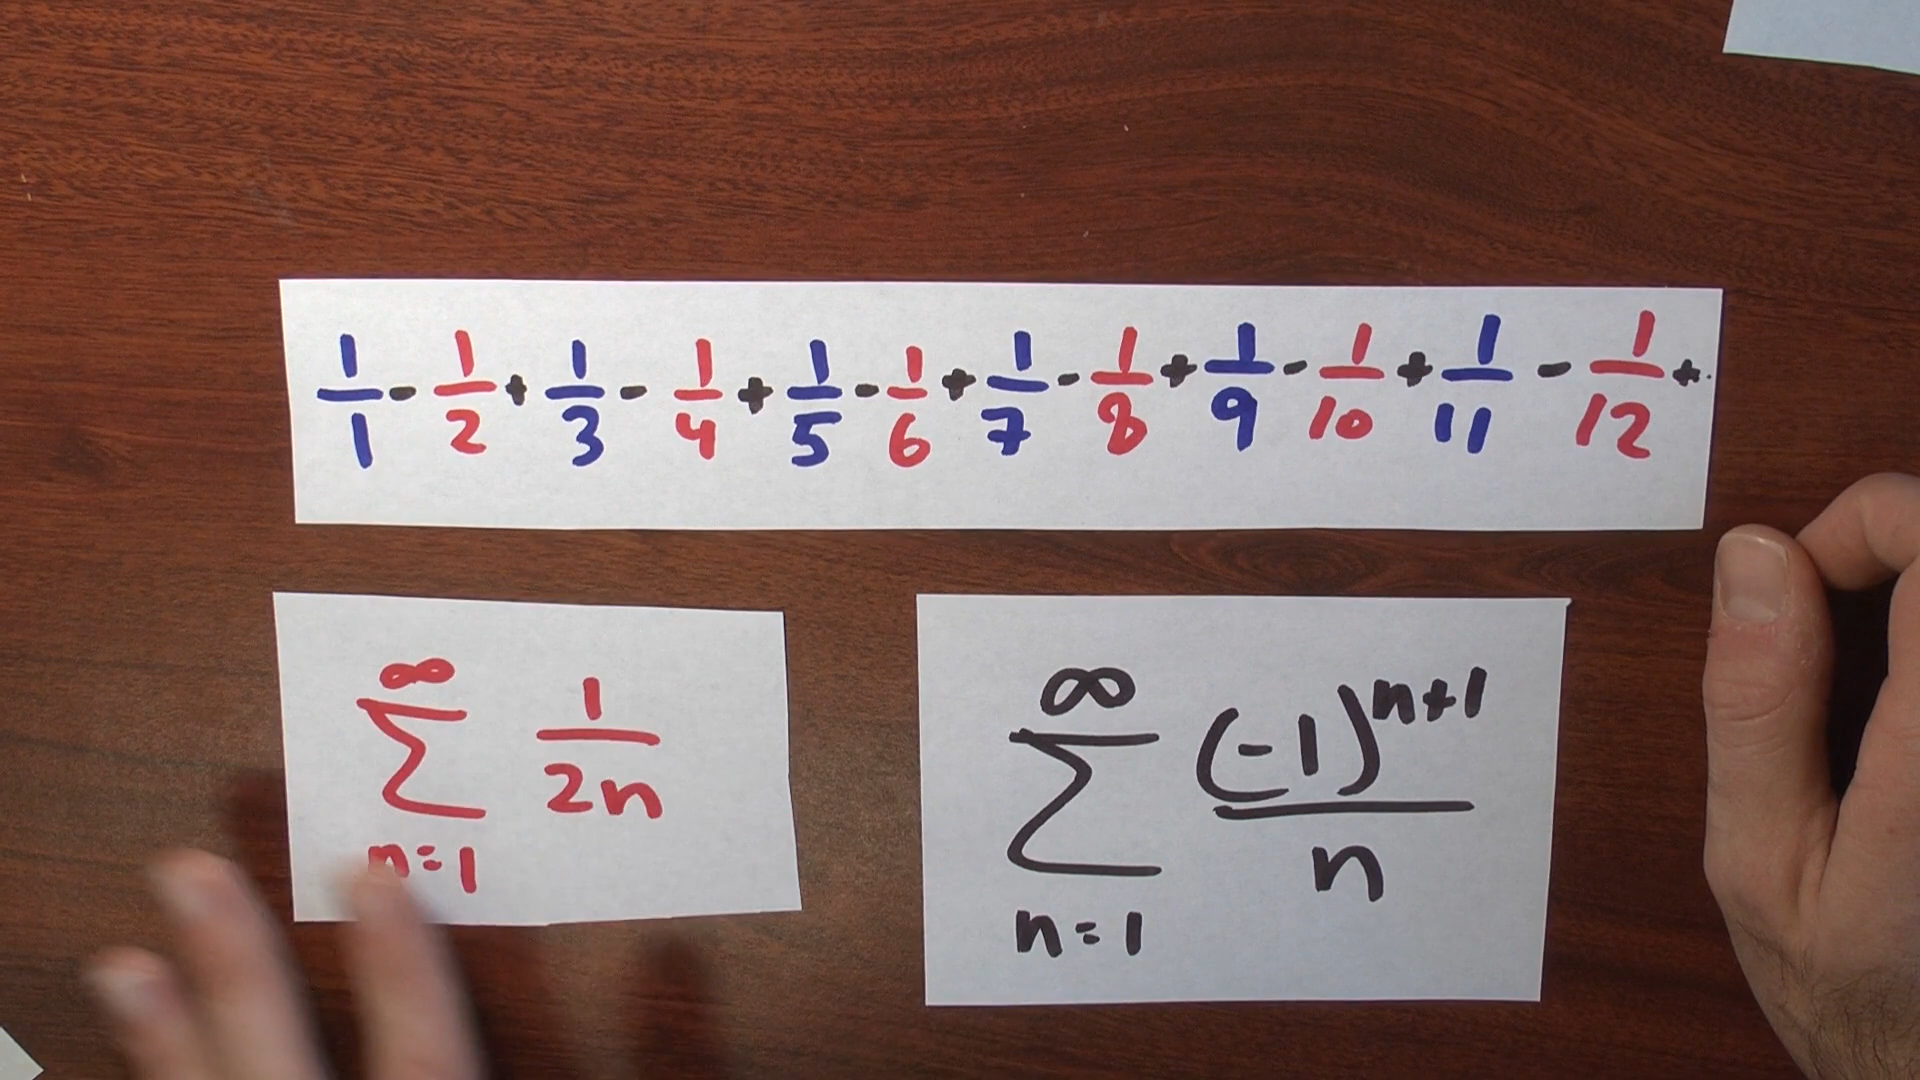 1/1 - 1/2 + 1/3 - 1/4 + 1/5 - 1/6 + 1/7 - 1/8 + 1/9 - 1/10 + 1/11 - 1/12 + ..
∞
∑ 1/2n
n=1
∞
∑ (-1)^(n+1)/n
n=1